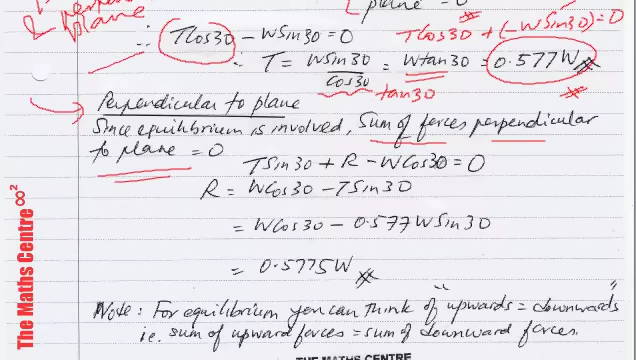 perpen
plane
plane = 0
∴ TCos30 - WSin30 = 0
TCos30 + (-WSin30) = 0
∴ T = WSin30/Cos30 = Wtan30 = 0.577W
tan30
Perpendicular to plane
Since equilibrium is involved, Sum of forces perpendicular
to plane = 0
TSin30 + R - WCos30 = 0
R = WCos30 - TSin30
= WCos30 - 0.577WSin30
= 0.5775W
Note: For equilibrium you can think of "upwards = downwards"
i.e. sum of upward forces = sum of downward forces.
The Maths Centre ∞²
THE MATHS CENTRE